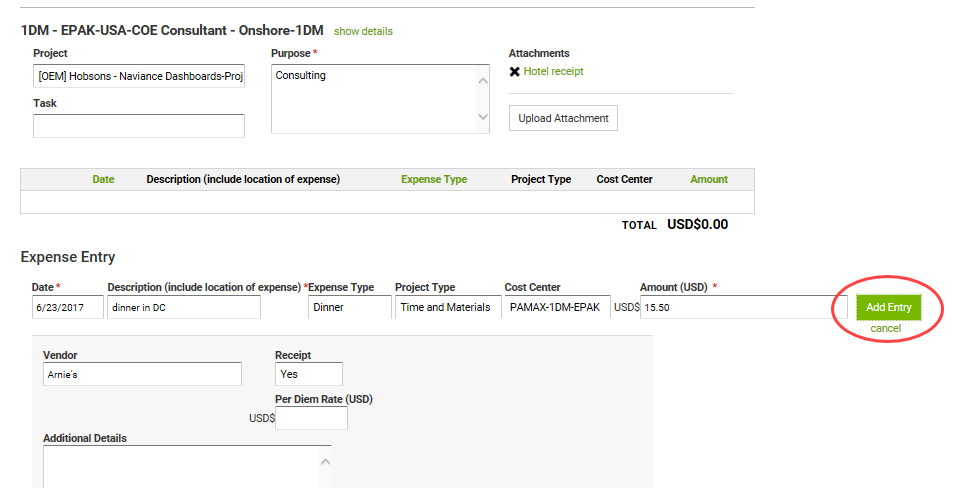 1DM - EPAK-USA-COE Consultant - Onshore-1DM show details
Project Purpose * Attachments
[OEM] Hobsons - Naviance Dashboards-Proj Consulting Hotel receipt
Task
Upload Attachment
Date Description (include location of expense) Expense Type Project Type Cost Center Amount
TOTAL USD$0.00
Expense Entry
Date * Description (include location of expense) * Expense Type Project Type Cost Center Amount (USD) *
6/23/2017 dinner in DC Dinner Time and Materials PAMAX-1DM-EPAK USD$ 15.50 Add Entry
cancel
Vendor Receipt
Arnie's Yes
Per Diem Rate (USD)
USD$
Additional Details